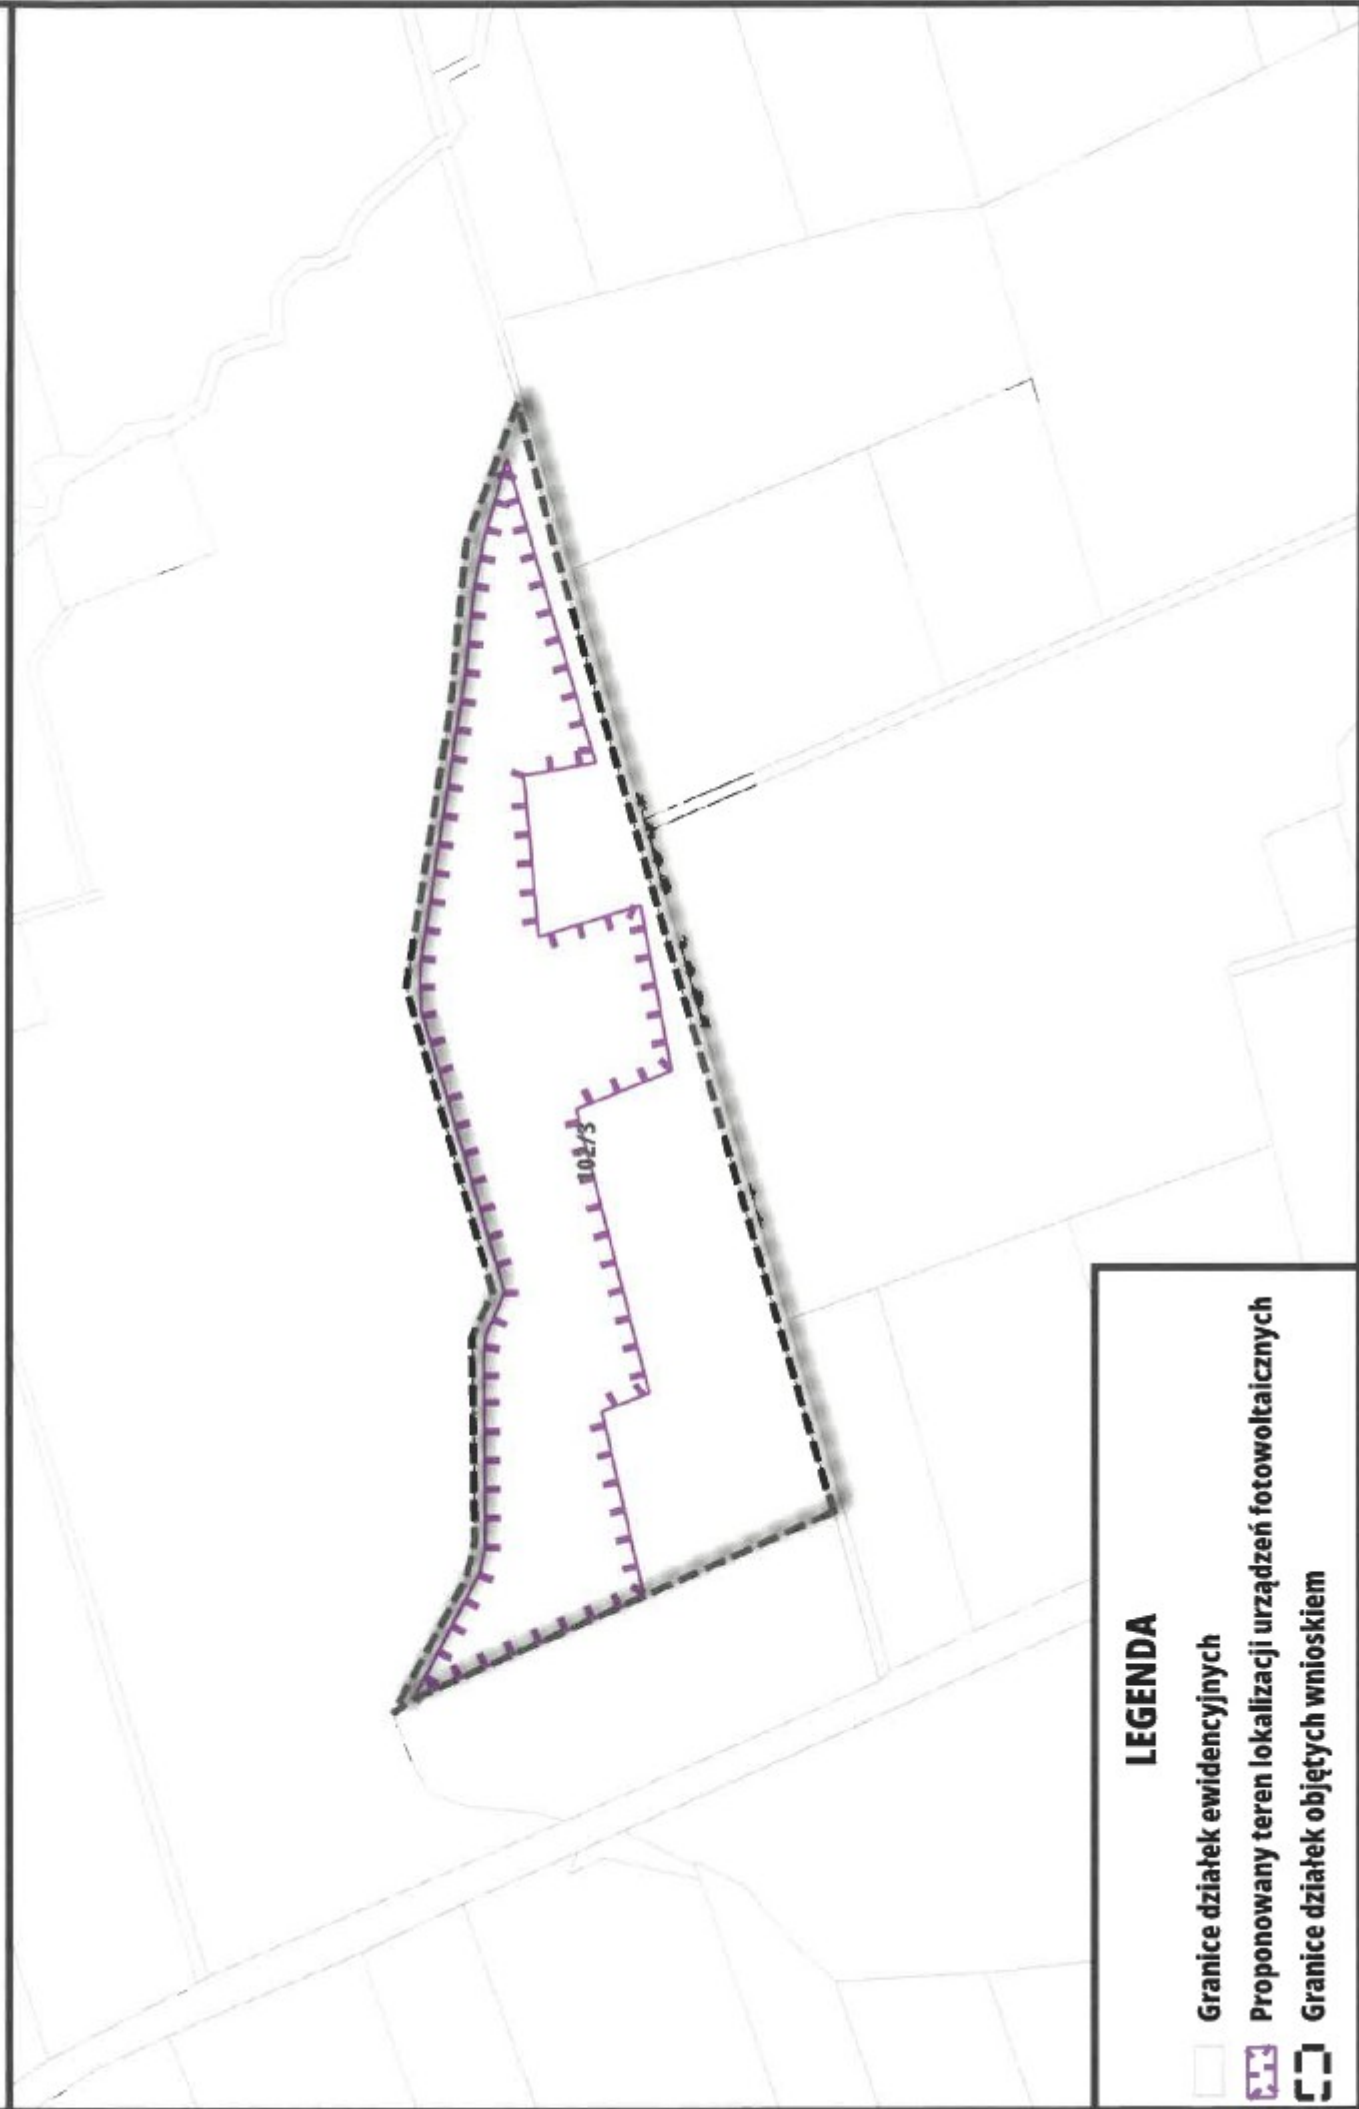 102/3
LEGENDA
Granice działek ewidencyjnych
Proponowany teren lokalizacji urządzeń fotowoltaicznych
Granice działek objętych wnioskiem